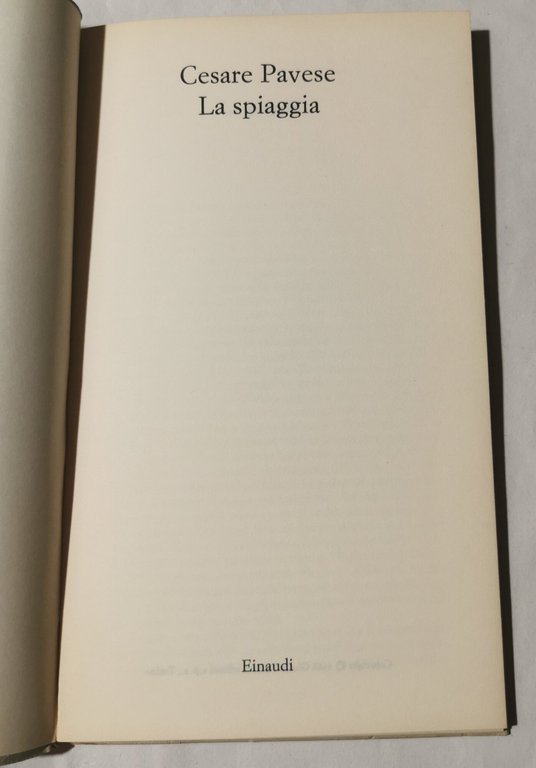 Cesare Pavese
La spiaggia
Einaudi